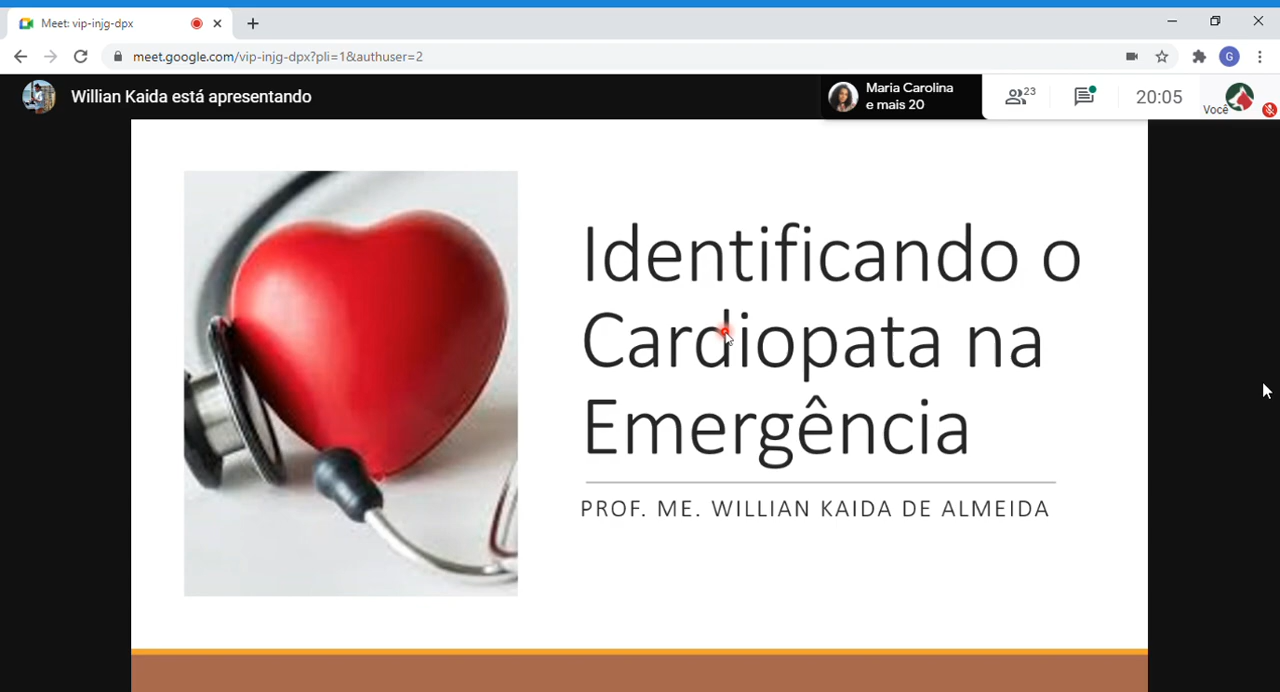 Meet: vip-injg-dpx
meet.google.com/vip-injg-dpx?pli=1&authuser=2
G
Willian Kaida está apresentando
Maria Carolina
e mais 20
23
20:05
Você
Identificando o
Cardiopata na
Emergência
PROF. ME. WILLIAN KAIDA DE ALMEIDA